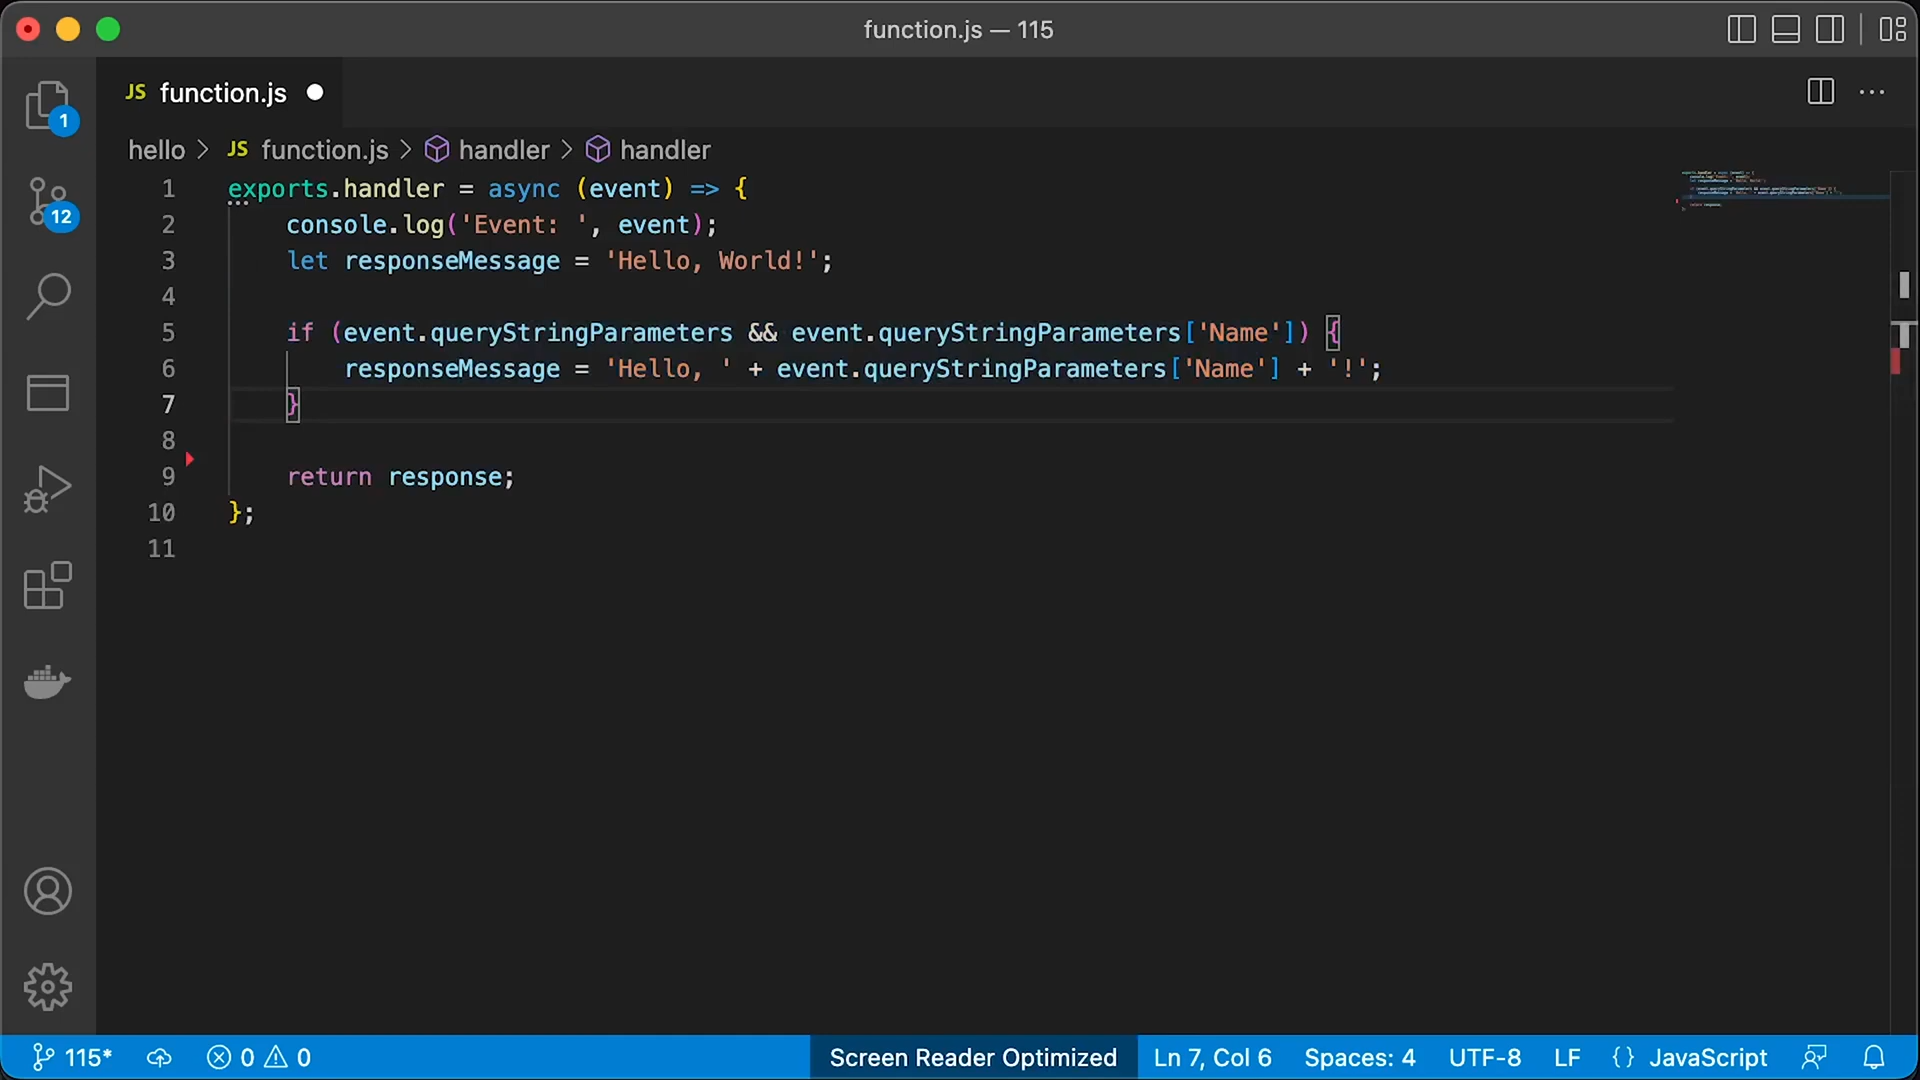 function.js — 115
JS function.js
1
12
hello > JS function.js > handler > handler
1 exports.handler = async (event) => {
2 console.log('Event: ', event);
3 let responseMessage = 'Hello, World!';
4
5 if (event.queryStringParameters && event.queryStringParameters['Name']) {
6 responseMessage = 'Hello, ' + event.queryStringParameters['Name'] + '!';
7 }
8
9 return response;
10 };
11
115* 0 0 Screen Reader Optimized Ln 7, Col 6 Spaces: 4 UTF-8 LF {} JavaScript